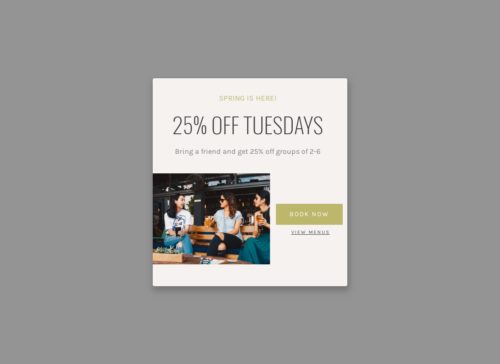 SPRING IS HERE!
25% OFF TUESDAYS
Bring a friend and get 25% off groups of 2-6
BOOK NOW
VIEW MENUS